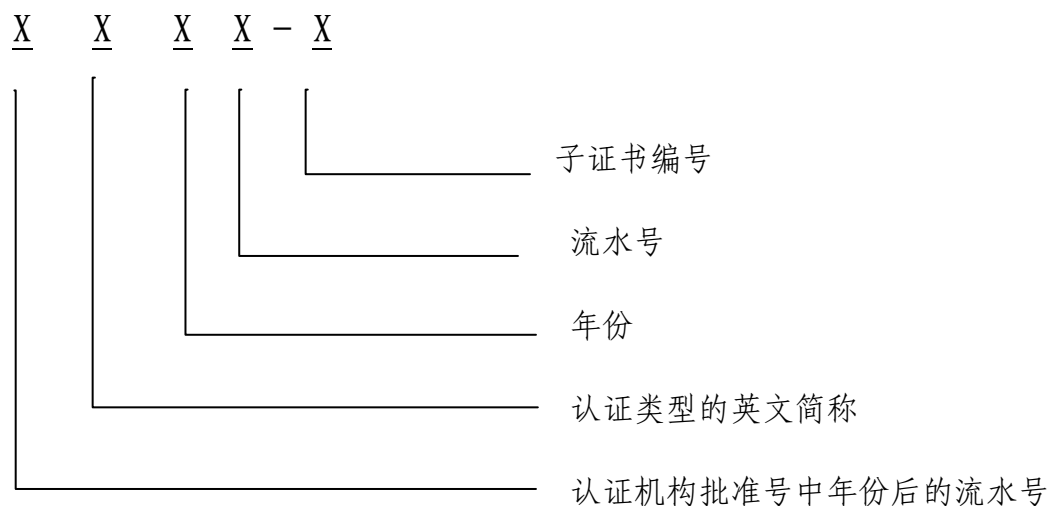 X X X X - X
子证书编号
流水号
年份
认证类型的英文简称
认证机构批准号中年份后的流水号